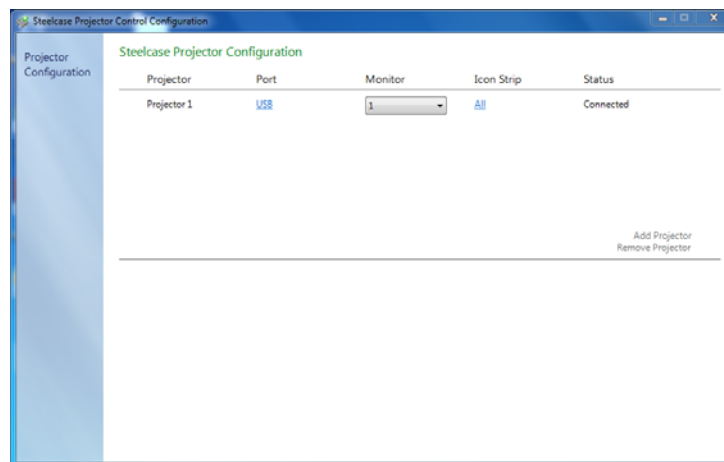 Steelcase Projector Control Configuration
Projector
Configuration
Steelcase Projector Configuration
Projector Port Monitor Icon Strip Status
Projector 1 USB 1 All Connected
Add Projector
Remove Projector